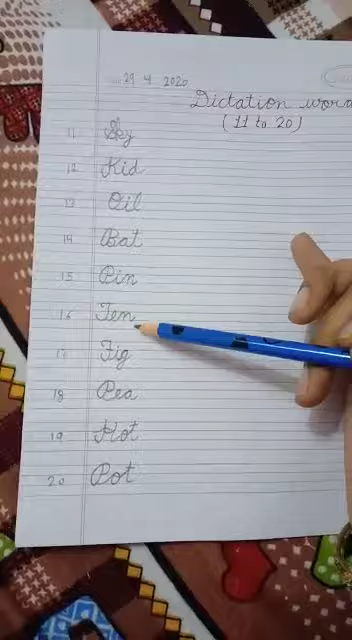 29 4 2020
Dictation word
(11 to 20)
11 Sky
12 Kid
13 Oil
14 Bat
15 Pin
16 Ten
17 Fig
18 Pea
19 Hot
20 Pot